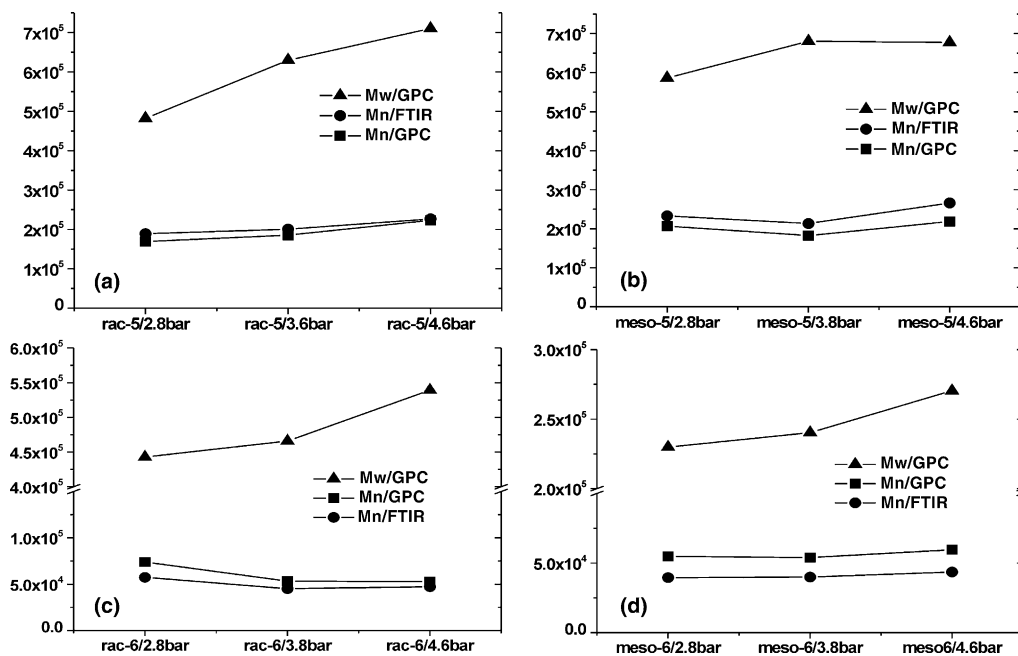 7x10⁵
6x10⁵
5x10⁵
4x10⁵
3x10⁵
2x10⁵
1x10⁵
0
Mw/GPC
Mn/FTIR
Mn/GPC
(a)
rac-5/2.8bar rac-5/3.6bar rac-5/4.6bar
7x10⁵
6x10⁵
5x10⁵
4x10⁵
3x10⁵
2x10⁵
1x10⁵
0
Mw/GPC
Mn/FTIR
Mn/GPC
(b)
meso-5/2.8bar meso-5/3.8bar meso-5/4.6bar
6.0x10⁵
5.5x10⁵
5.0x10⁵
4.5x10⁵
4.0x10⁵
1.0x10⁵
5.0x10⁴
0.0
Mw/GPC
Mn/GPC
Mn/FTIR
(c)
rac-6/2.8bar rac-6/3.8bar rac-6/4.6bar
3.0x10⁵
2.5x10⁵
2.0x10⁵
5.0x10⁴
0.0
Mw/GPC
Mn/GPC
Mn/FTIR
(d)
meso-6/2.8bar meso-6/3.8bar meso6/4.6bar